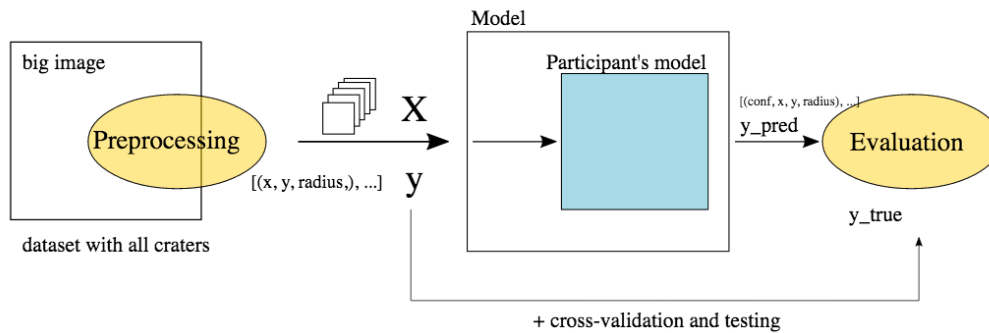 big image
Preprocessing
[(x, y, radius,), ...]
dataset with all craters
X
y
Model
Participant's model
[(conf, x, y, radius), ...]
y_pred
Evaluation
y_true
+ cross-validation and testing